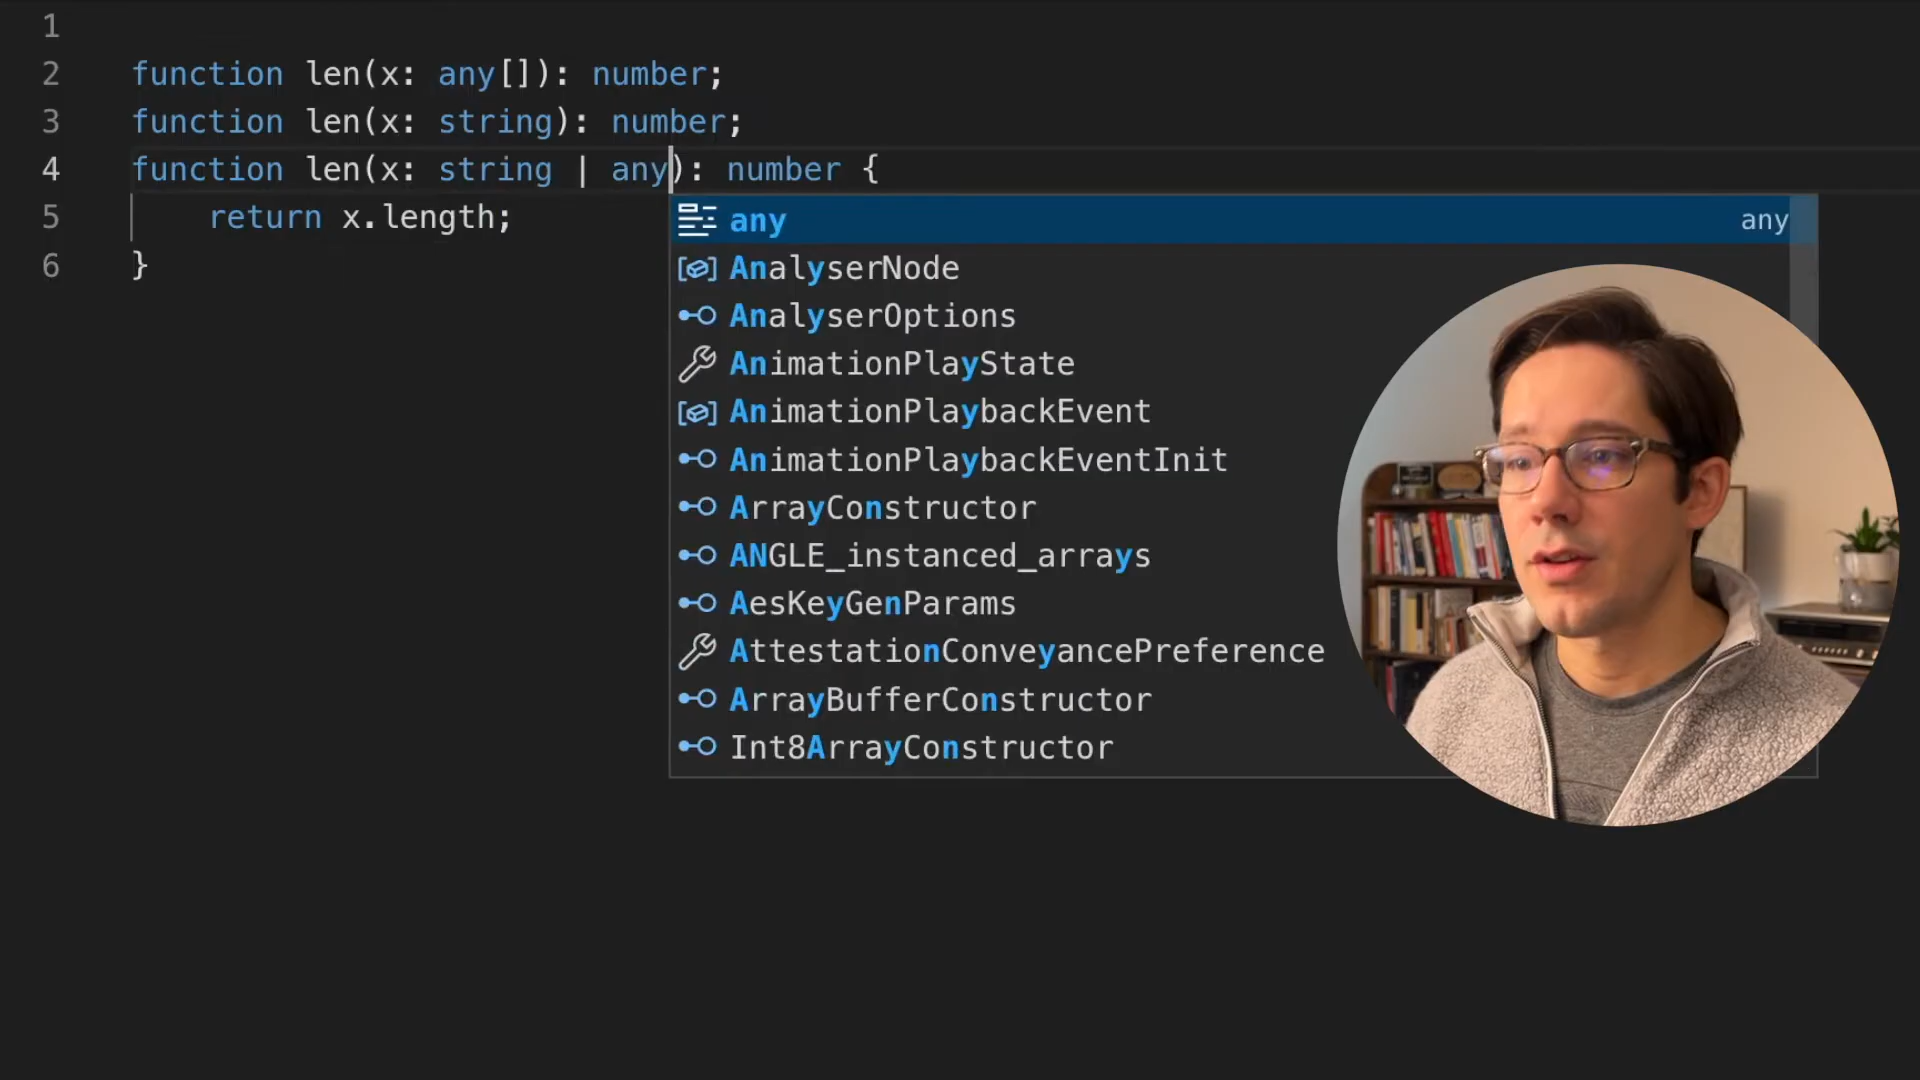 1
2 function len(x: any[]): number;
3 function len(x: string): number;
4 function len(x: string | any): number {
5 return x.length;
6 }
any any
AnalyserNode
AnalyserOptions
AnimationPlayState
AnimationPlaybackEvent
AnimationPlaybackEventInit
ArrayConstructor
ANGLE_instanced_arrays
AesKeyGenParams
AttestationConveyancePreference
ArrayBufferConstructor
Int8ArrayConstructor